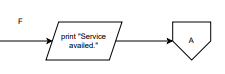 F
print "Service
availed."
A